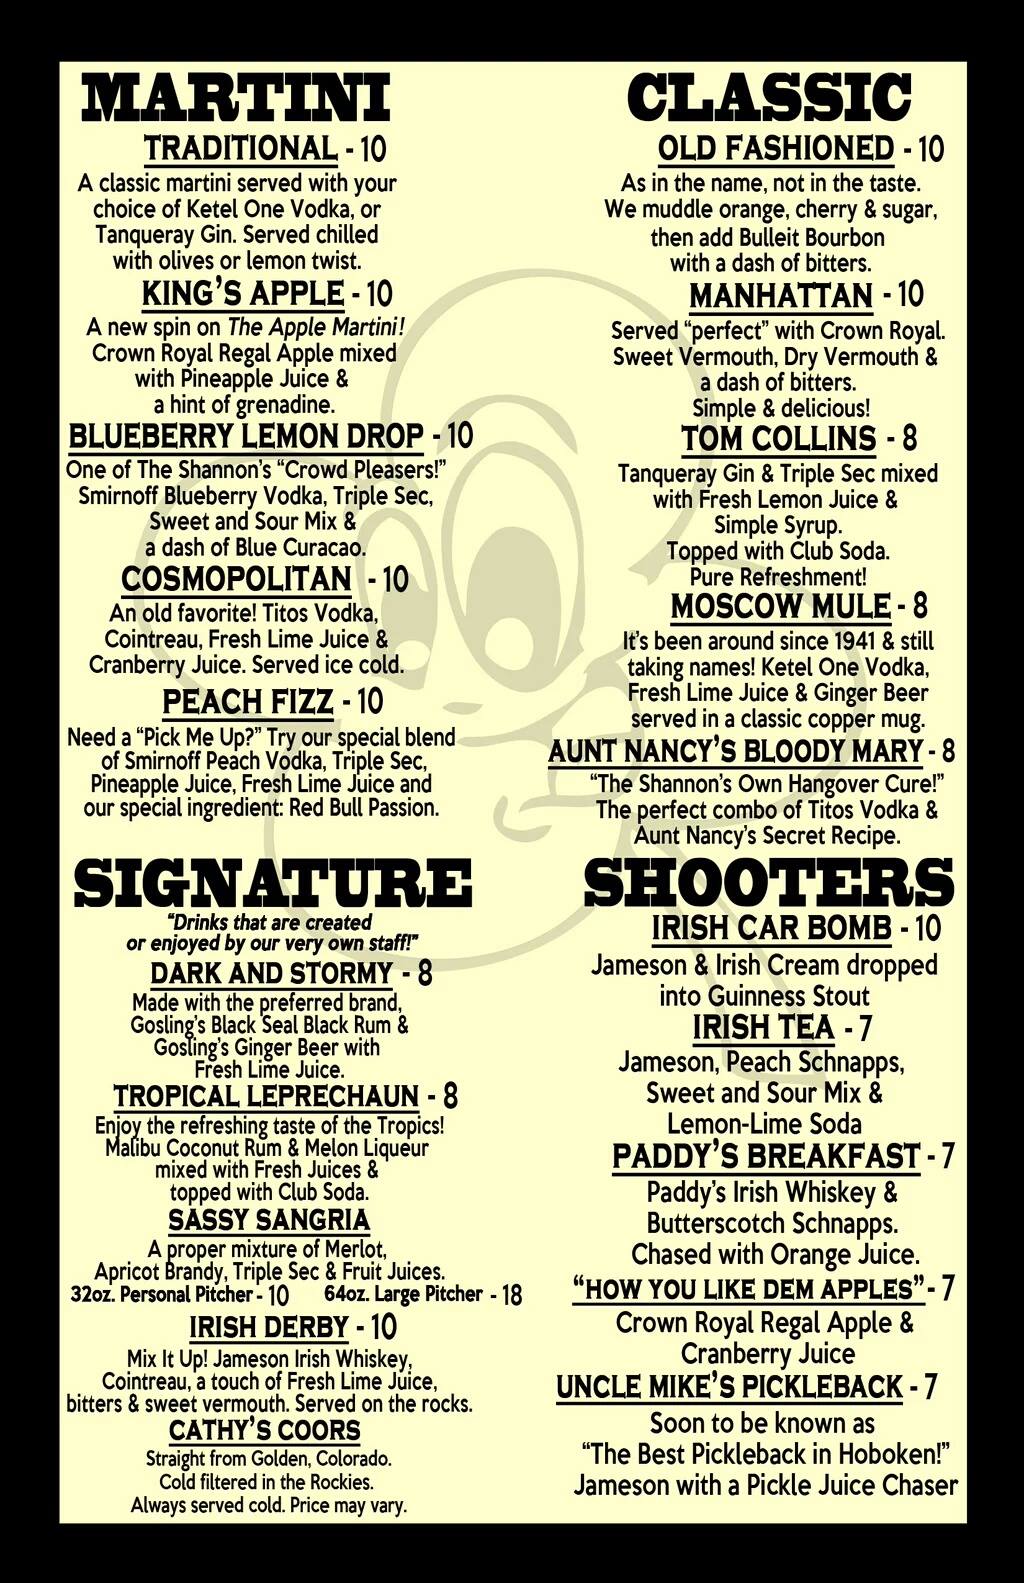 MARTINI
TRADITIONAL - 10
A classic martini served with your
choice of Ketel One Vodka, or
Tanqueray Gin. Served chilled
with olives or lemon twist.
KING'S APPLE - 10
A new spin on The Apple Martini!
Crown Royal Regal Apple mixed
with Pineapple Juice &
a hint of grenadine.
BLUEBERRY LEMON DROP - 10
One of The Shannon's "Crowd Pleasers!"
Smirnoff Blueberry Vodka, Triple Sec,
Sweet and Sour Mix &
a dash of Blue Curacao.
COSMOPOLITAN - 10
An old favorite! Titos Vodka,
Cointreau, Fresh Lime Juice &
Cranberry Juice. Served ice cold.
PEACH FIZZ - 10
Need a "Pick Me Up?" Try our special blend
of Smirnoff Peach Vodka, Triple Sec,
Pineapple Juice, Fresh Lime Juice and
our special ingredient: Red Bull Passion.
CLASSIC
OLD FASHIONED - 10
As in the name, not in the taste.
We muddle orange, cherry & sugar,
then add Bulleit Bourbon
with a dash of bitters.
MANHATTAN - 10
Served "perfect" with Crown Royal.
Sweet Vermouth, Dry Vermouth &
a dash of bitters.
Simple & delicious!
TOM COLLINS - 8
Tanqueray Gin & Triple Sec mixed
with Fresh Lemon Juice &
Simple Syrup.
Topped with Club Soda.
Pure Refreshment!
MOSCOW MULE - 8
It's been around since 1941 & still
taking names! Ketel One Vodka,
Fresh Lime Juice & Ginger Beer
served in a classic copper mug.
AUNT NANCY'S BLOODY MARY - 8
"The Shannon's Own Hangover Cure!"
The perfect combo of Titos Vodka &
Aunt Nancy's Secret Recipe.
SIGNATURE
"Drinks that are created
or enjoyed by our very own staff!"
DARK AND STORMY - 8
Made with the preferred brand,
Gosling's Black Seal Black Rum &
Gosling's Ginger Beer with
Fresh Lime Juice.
TROPICAL LEPRECHAUN - 8
Enjoy the refreshing taste of the Tropics!
Malibu Coconut Rum & Melon Liqueur
mixed with Fresh Juices &
topped with Club Soda.
SASSY SANGRIA
A proper mixture of Merlot,
Apricot Brandy, Triple Sec & Fruit Juices.
32oz. Personal Pitcher - 10 64oz. Large Pitcher - 18
IRISH DERBY - 10
Mix It Up! Jameson Irish Whiskey,
Cointreau, a touch of Fresh Lime Juice,
bitters & sweet vermouth. Served on the rocks.
CATHY'S COORS
Straight from Golden, Colorado.
Cold filtered in the Rockies.
Always served cold. Price may vary.
SHOOTERS
IRISH CAR BOMB - 10
Jameson & Irish Cream dropped
into Guinness Stout
IRISH TEA - 7
Jameson, Peach Schnapps,
Sweet and Sour Mix &
Lemon-Lime Soda
PADDY'S BREAKFAST - 7
Paddy's Irish Whiskey &
Butterscotch Schnapps.
Chased with Orange Juice.
"HOW YOU LIKE DEM APPLES" - 7
Crown Royal Regal Apple &
Cranberry Juice
UNCLE MIKE'S PICKLEBACK - 7
Soon to be known as
"The Best Pickleback in Hoboken!"
Jameson with a Pickle Juice Chaser